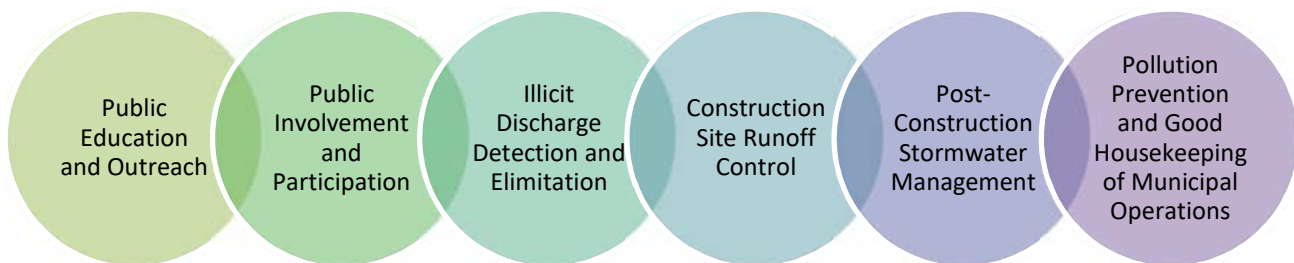 Public
Education
and Outreach
Public
Involvement
and
Participation
Illicit
Discharge
Detection and
Elimitation
Construction
Site Runoff
Control
Post-
Construction
Stormwater
Management
Pollution
Prevention
and Good
Housekeeping
of Municipal
Operations